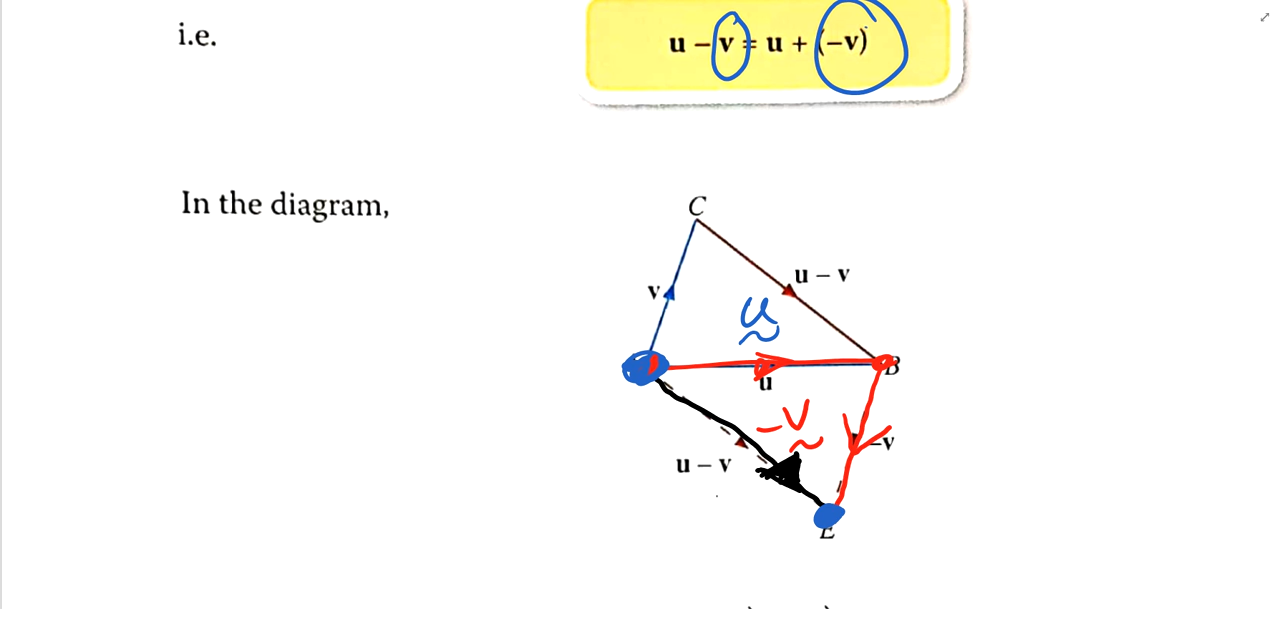 i.e.
u − v = u + (−v)
In the diagram,
C
v
u − v
u
B
u
−v
−v
u − v
E